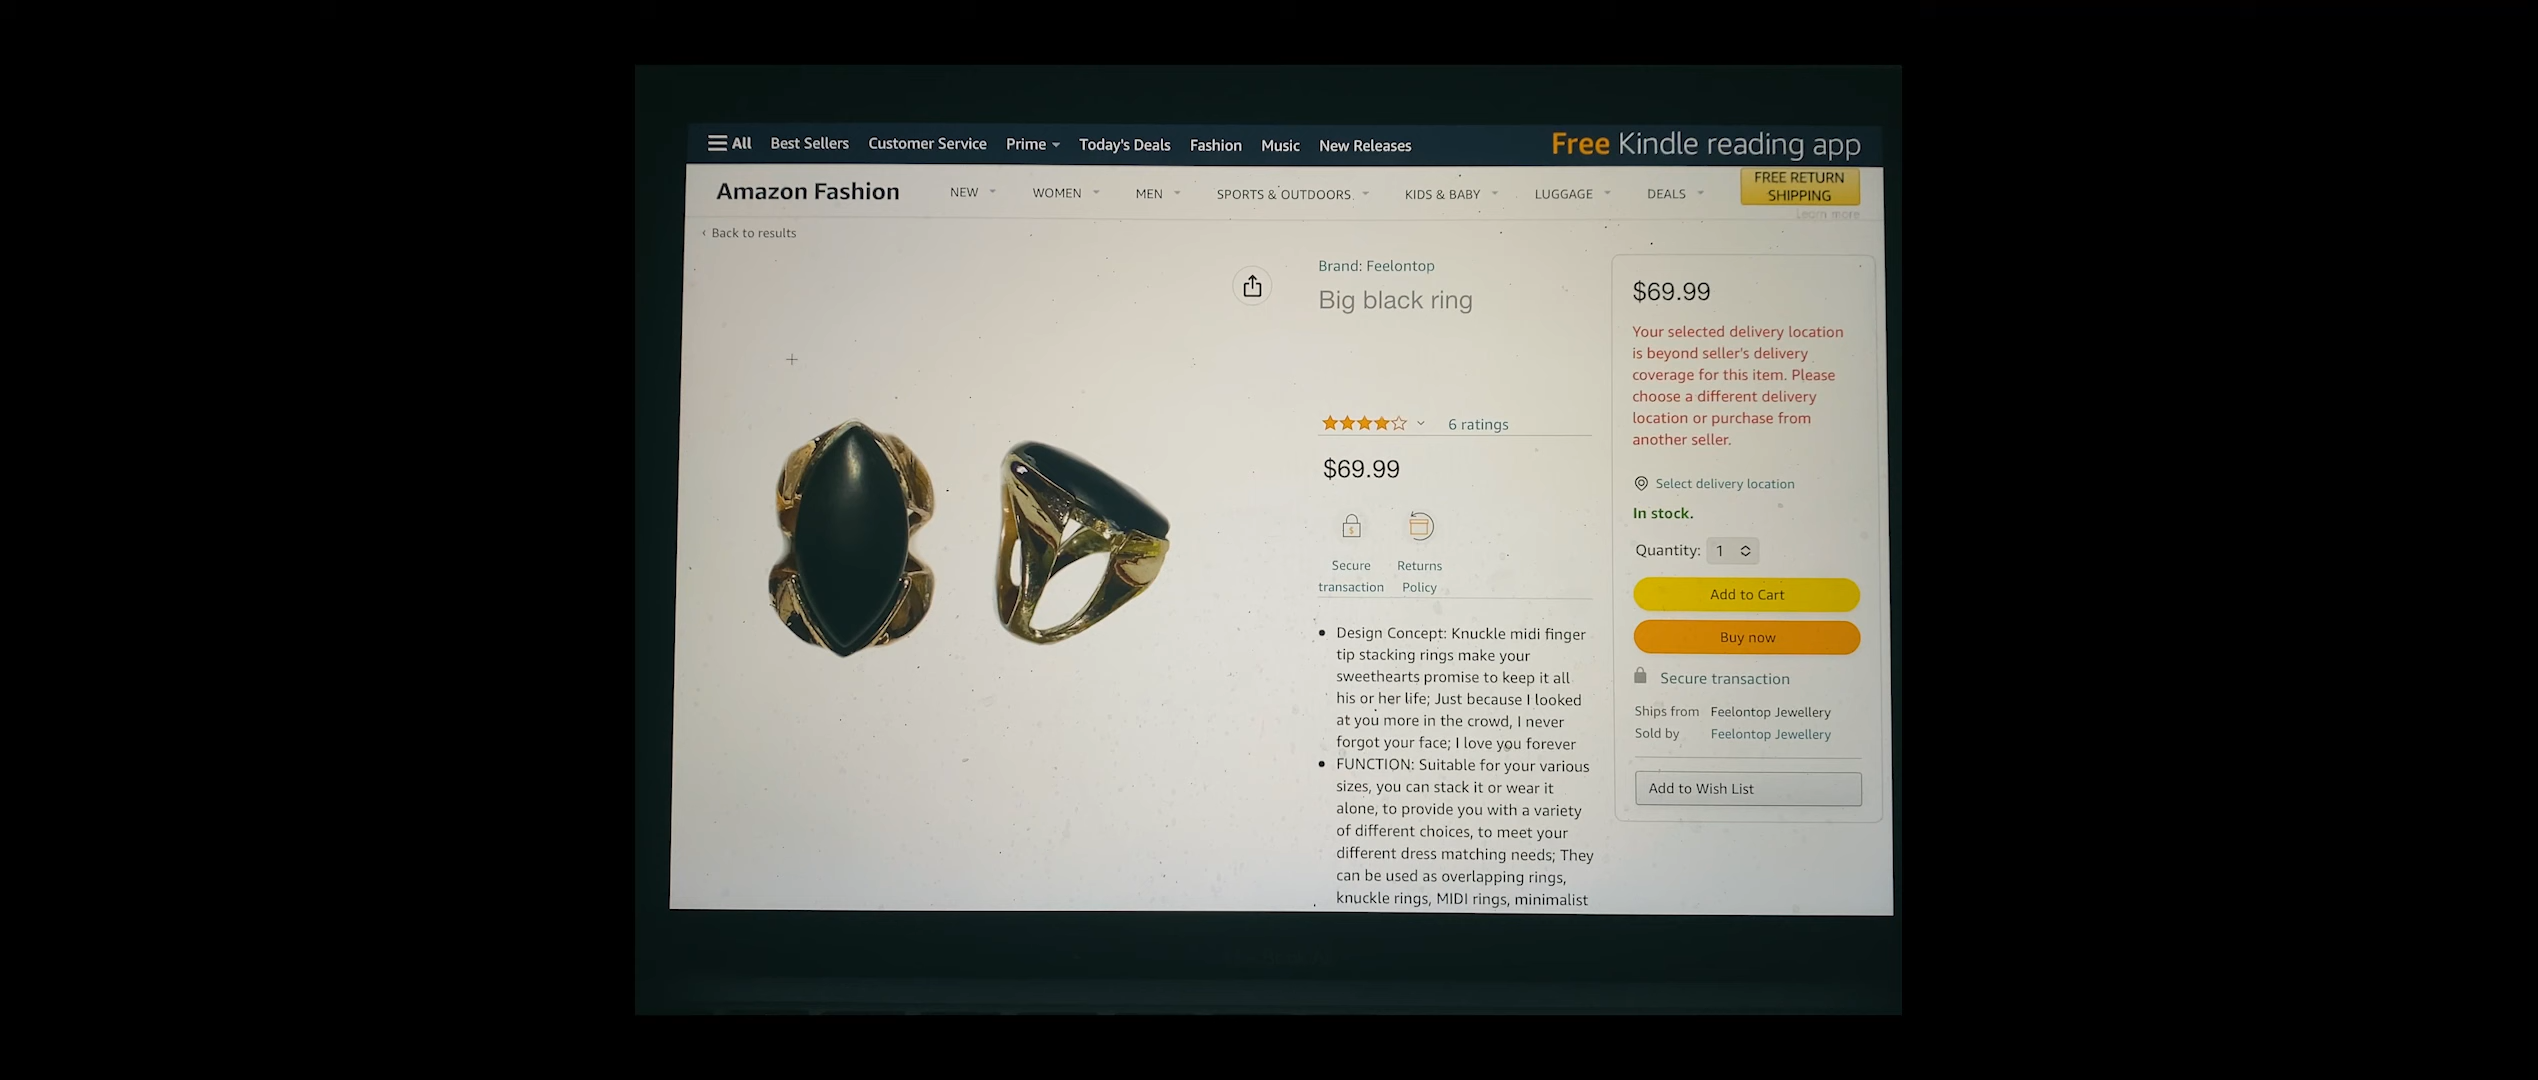 All Best Sellers Customer Service Prime Today's Deals Fashion Music New Releases Free Kindle reading app
Amazon Fashion NEW WOMEN MEN SPORTS & OUTDOORS KIDS & BABY LUGGAGE DEALS FREE RETURN
SHIPPING
Learn more
‹ Back to results
Brand: Feelontop
Big black ring
6 ratings
$69.99
Secure
transaction
Returns
Policy
• Design Concept: Knuckle midi finger
tip stacking rings make your
sweethearts promise to keep it all
his or her life; Just because I looked
at you more in the crowd, I never
forgot your face; I love you forever
• FUNCTION: Suitable for your various
sizes, you can stack it or wear it
alone, to provide you with a variety
of different choices, to meet your
different dress matching needs; They
can be used as overlapping rings,
knuckle rings, MIDI rings, minimalist
$69.99
Your selected delivery location
is beyond seller's delivery
coverage for this item. Please
choose a different delivery
location or purchase from
another seller.
Select delivery location
In stock.
Quantity: 1
Add to Cart
Buy now
Secure transaction
Ships from Feelontop Jewellery
Sold by Feelontop Jewellery
Add to Wish List